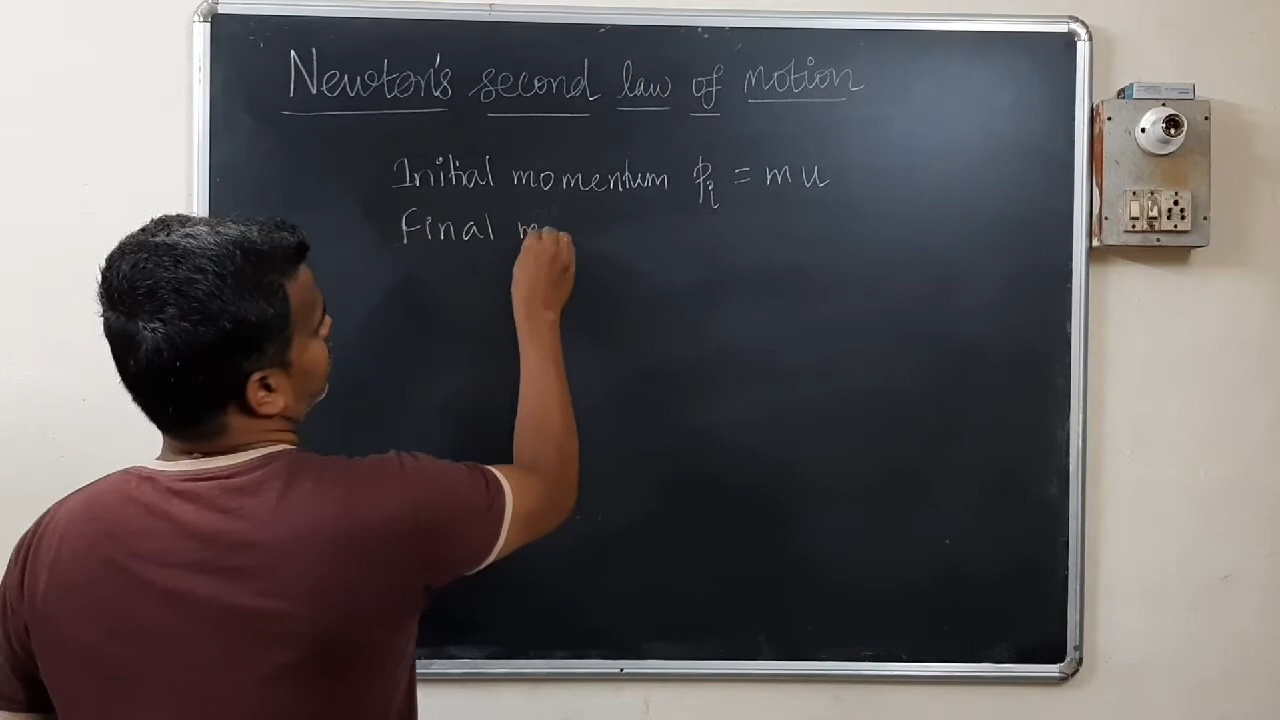 Newton's second law of motion
Initial momentum pᵢ = mu
Final